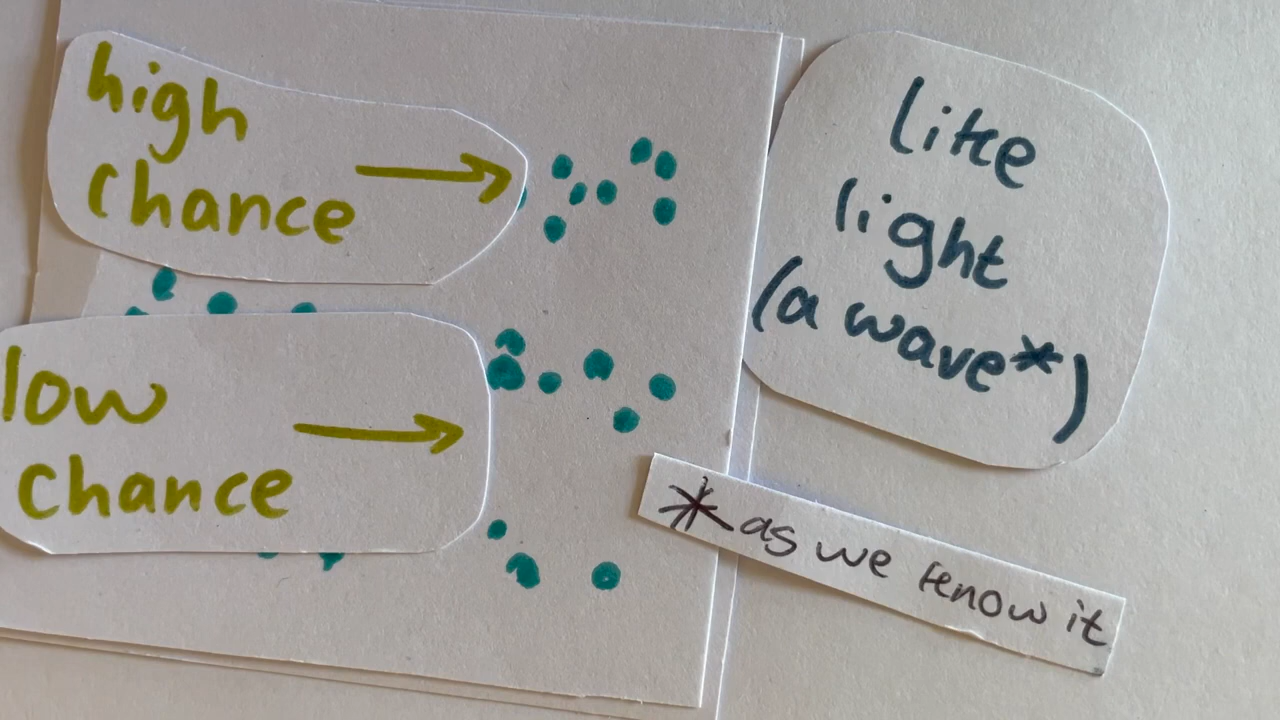 high
chance
low
chance
like
light
(a wave*)
*as we know it